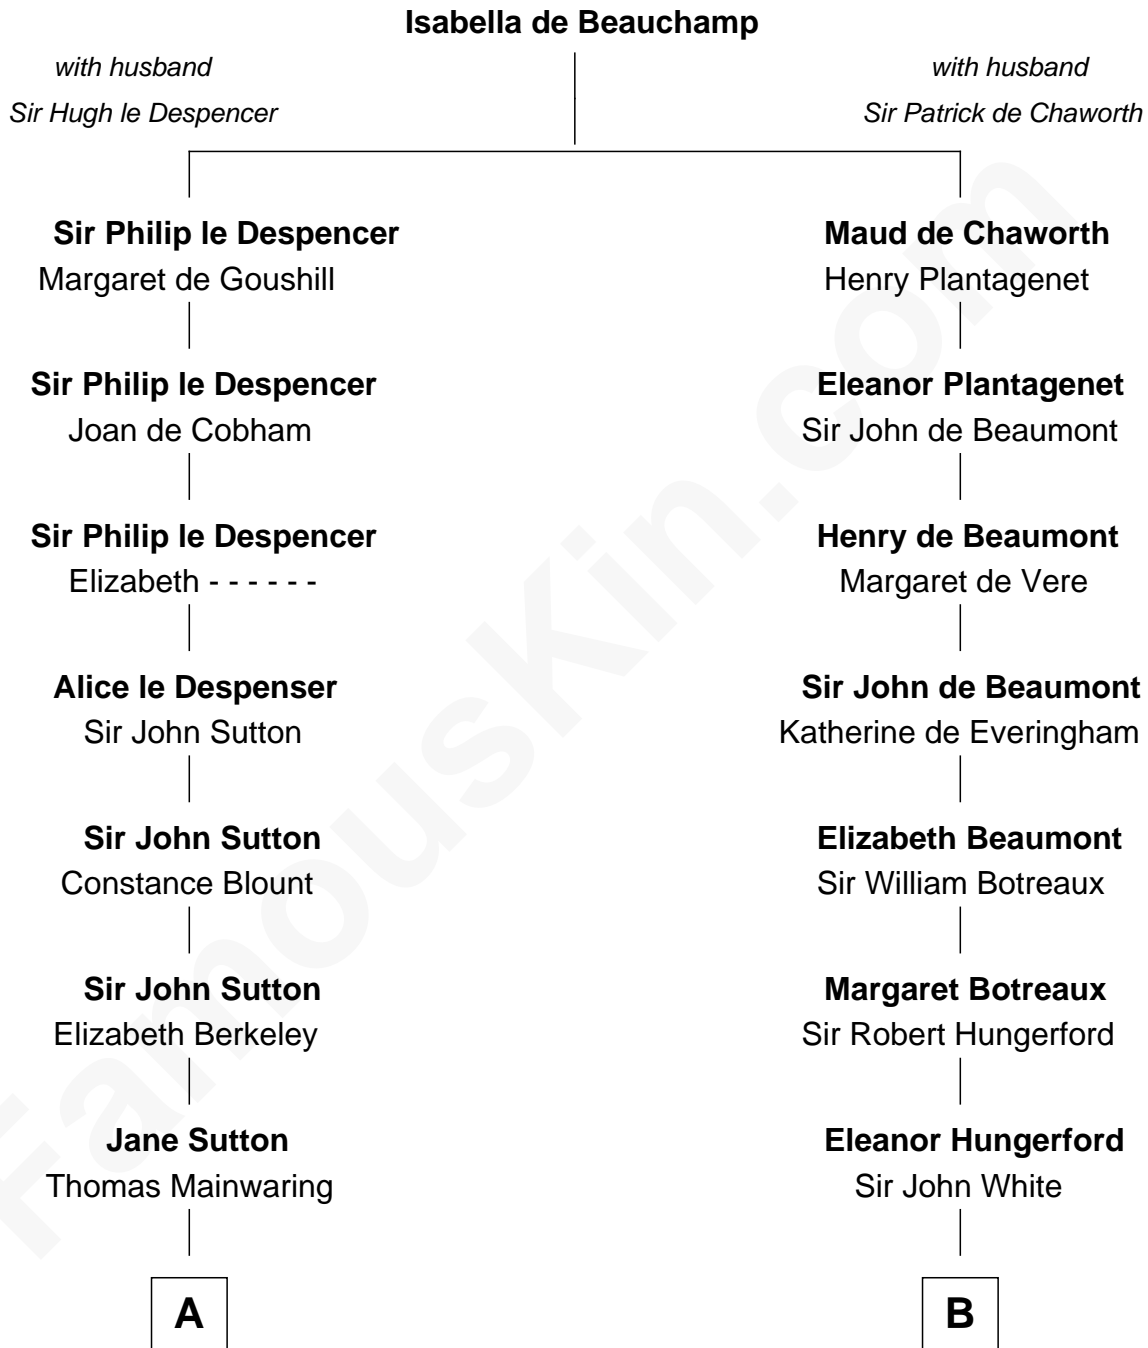 Isabella de Beauchamp
with husband
Sir Hugh le Despencer
with husband
Sir Patrick de Chaworth
Sir Philip le Despencer
Margaret de Goushill
Maud de Chaworth
Henry Plantagenet
Sir Philip le Despencer
Joan de Cobham
Eleanor Plantagenet
Sir John de Beaumont
Sir Philip le Despencer
Elizabeth - - - - - -
Henry de Beaumont
Margaret de Vere
Alice le Despenser
Sir John Sutton
Sir John de Beaumont
Katherine de Everingham
Sir John Sutton
Constance Blount
Elizabeth Beaumont
Sir William Botreaux
Sir John Sutton
Elizabeth Berkeley
Margaret Botreaux
Sir Robert Hungerford
Jane Sutton
Thomas Mainwaring
Eleanor Hungerford
Sir John White
A
B
FamousKin.com